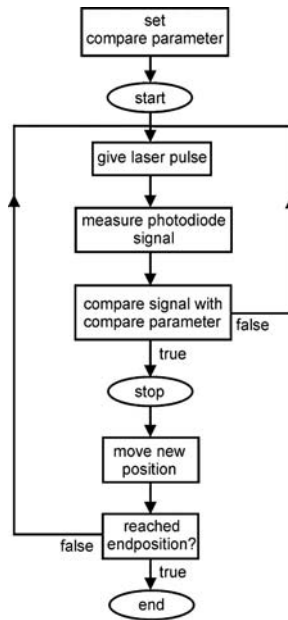 set
compare parameter
start
give laser pulse
measure photodiode
signal
compare signal with
compare parameter
false
true
stop
move new
position
reached
endposition?
false
true
end